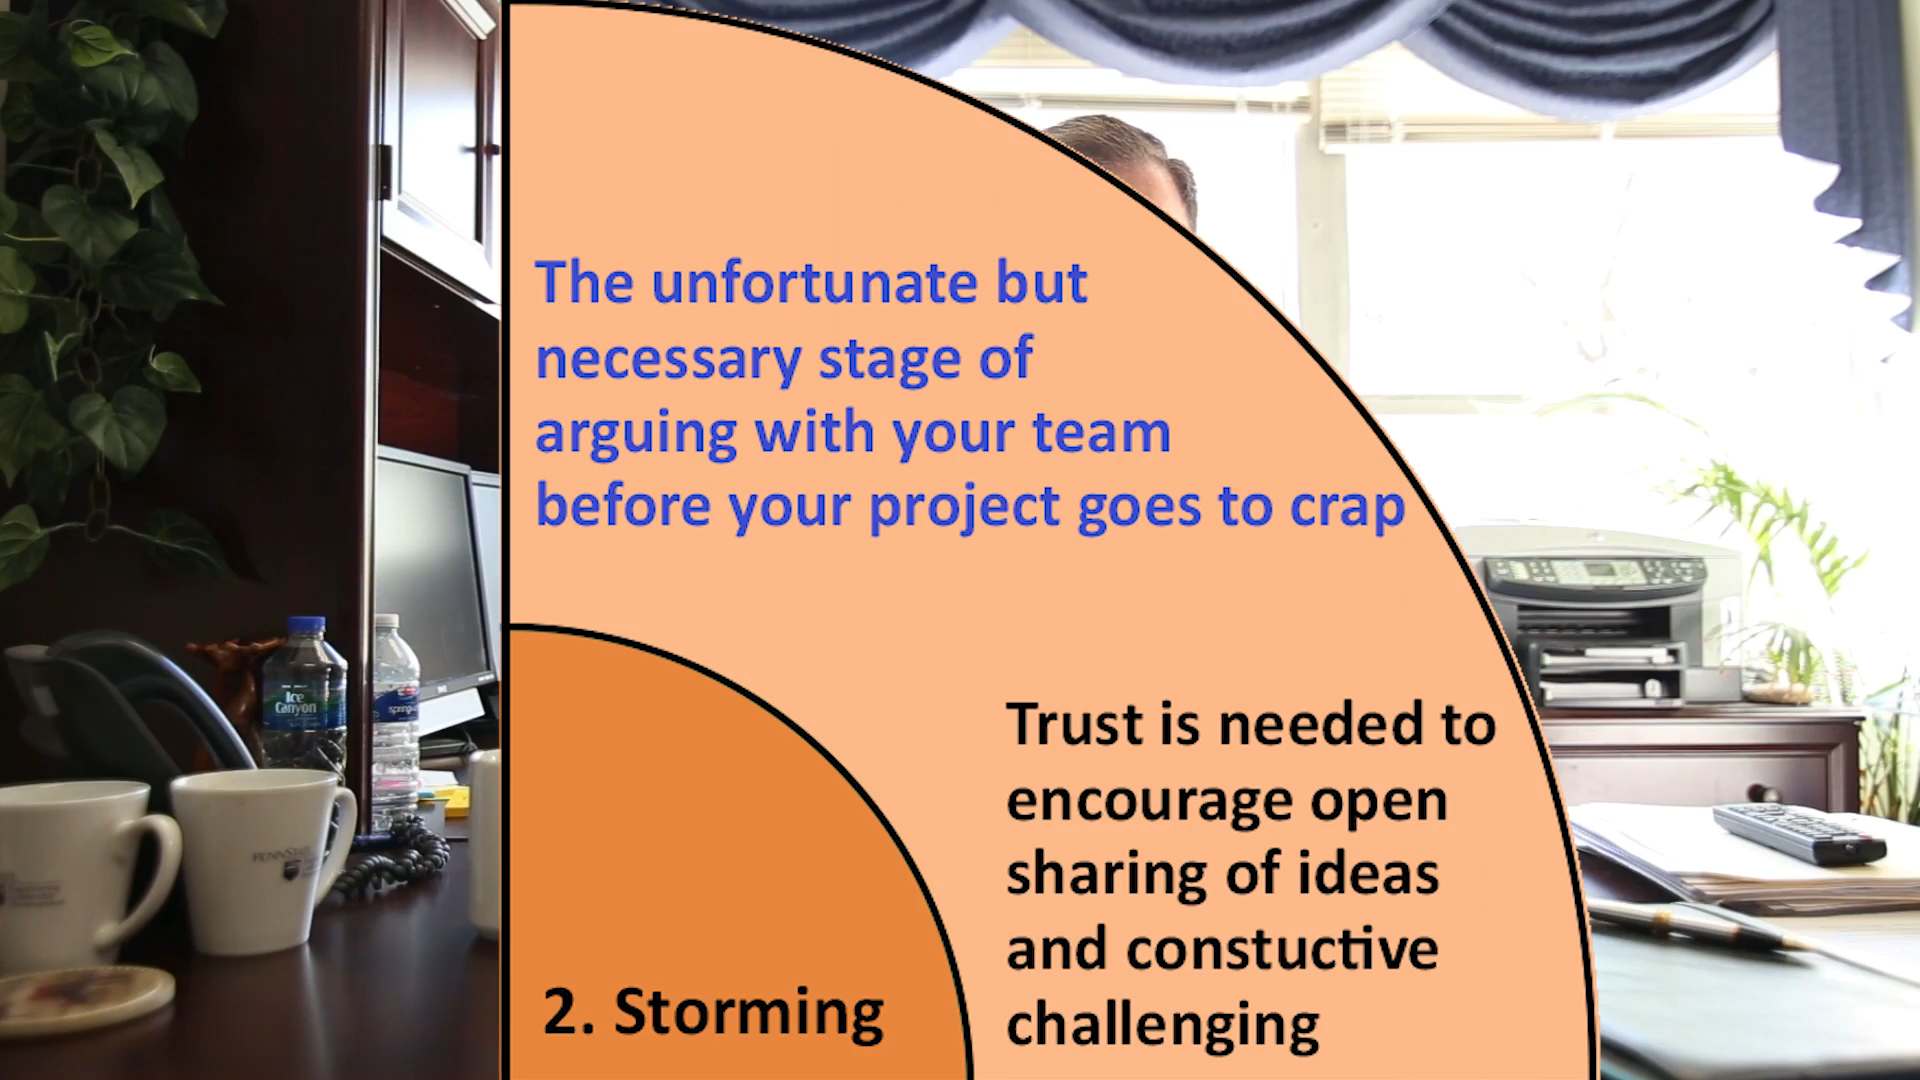 The unfortunate but
necessary stage of
arguing with your team
before your project goes to crap
Trust is needed to
encourage open
sharing of ideas
and constuctive
challenging
2. Storming
Ice
Canyon
PENNSTATE